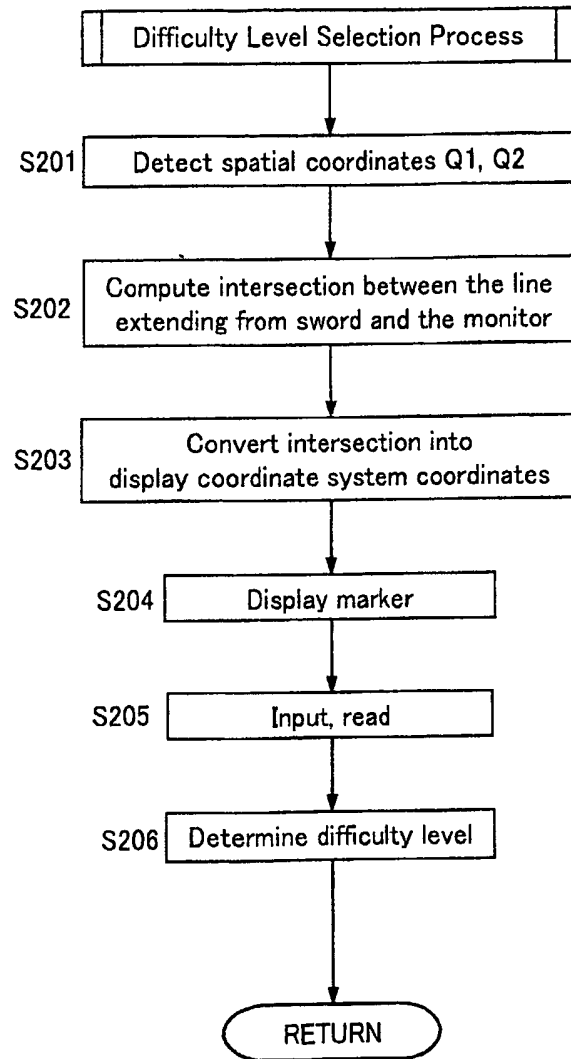 Difficulty Level Selection Process
S201
Detect spatial coordinates Q1, Q2
S202
Compute intersection between the line
extending from sword and the monitor
S203
Convert intersection into
display coordinate system coordinates
S204
Display marker
S205
Input, read
S206
Determine difficulty level
RETURN